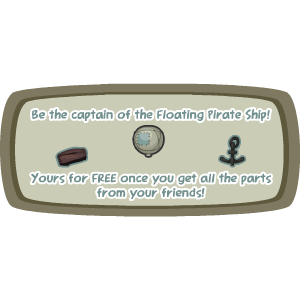 Be the captain of the Floating Pirate Ship!
Yours for FREE once you get all the parts
from your friends!